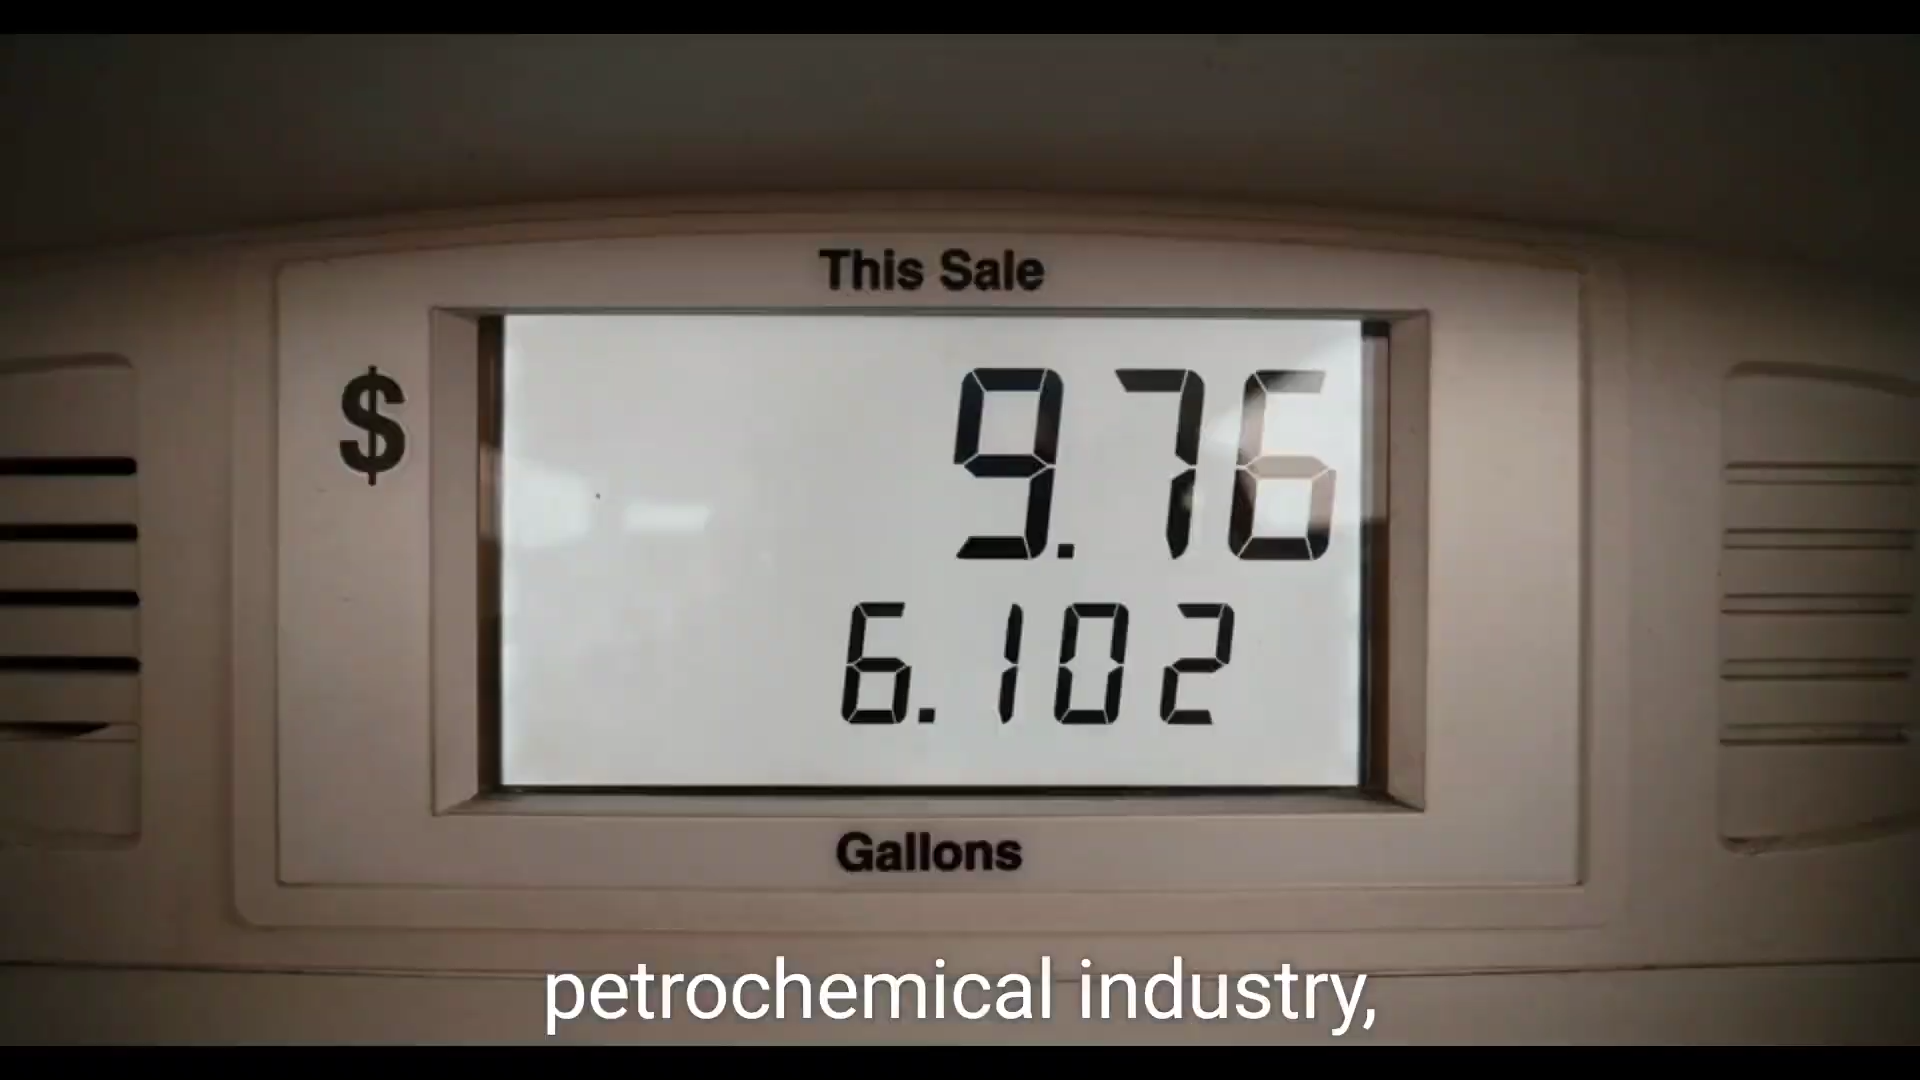 This Sale
$
9.76
6.102
Gallons
petrochemical industry,